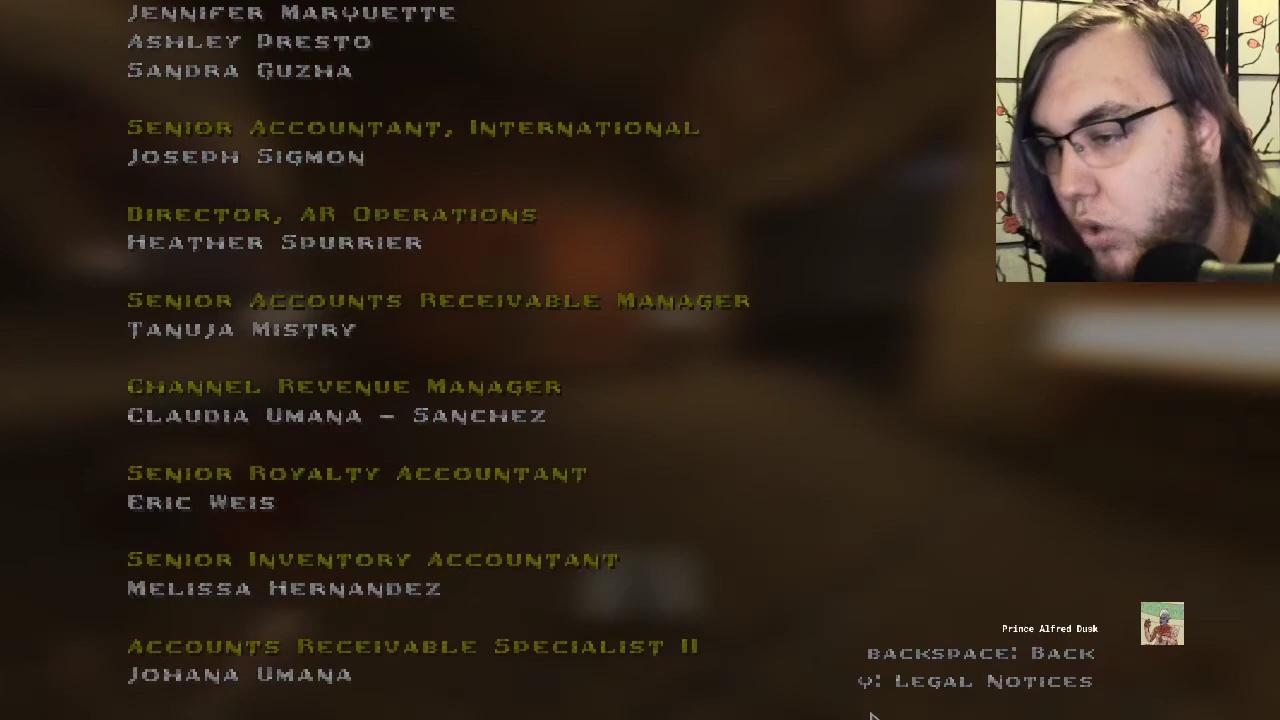 Jennifer Marquette
Ashley Presto
Sandra Guzha
Senior Accountant, International
Joseph Sigmon
Director, AR Operations
Heather Spurrier
Senior Accounts Receivable Manager
Tanuja Mistry
Channel Revenue Manager
Claudia Umana - Sanchez
Senior Royalty Accountant
Eric Weis
Senior Inventory Accountant
Melissa Hernandez
Accounts Receivable Specialist II
Johana Umana
Prince Alfred Dusk
Backspace: Back
Q: Legal Notices